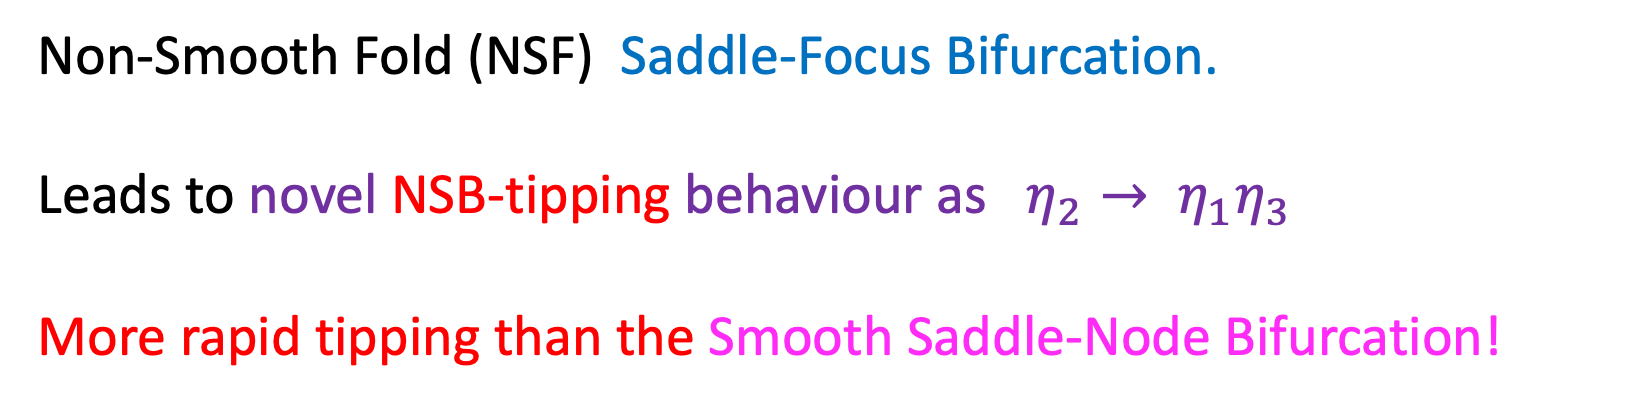 Non-Smooth Fold (NSF) Saddle-Focus Bifurcation.
Leads to novel NSB-tipping behaviour as η₂ → η₁η₃
More rapid tipping than the Smooth Saddle-Node Bifurcation!